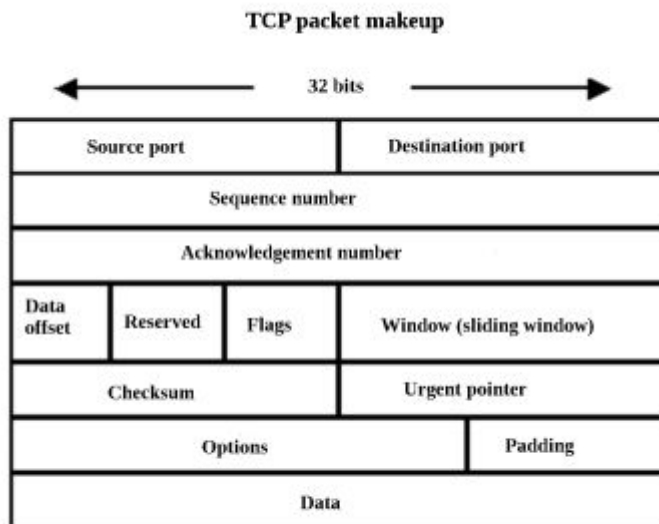 TCP packet makeup
32 bits
Source port Destination port
Sequence number
Acknowledgement number
Data offset Reserved Flags Window (sliding window)
Checksum Urgent pointer
Options Padding
Data